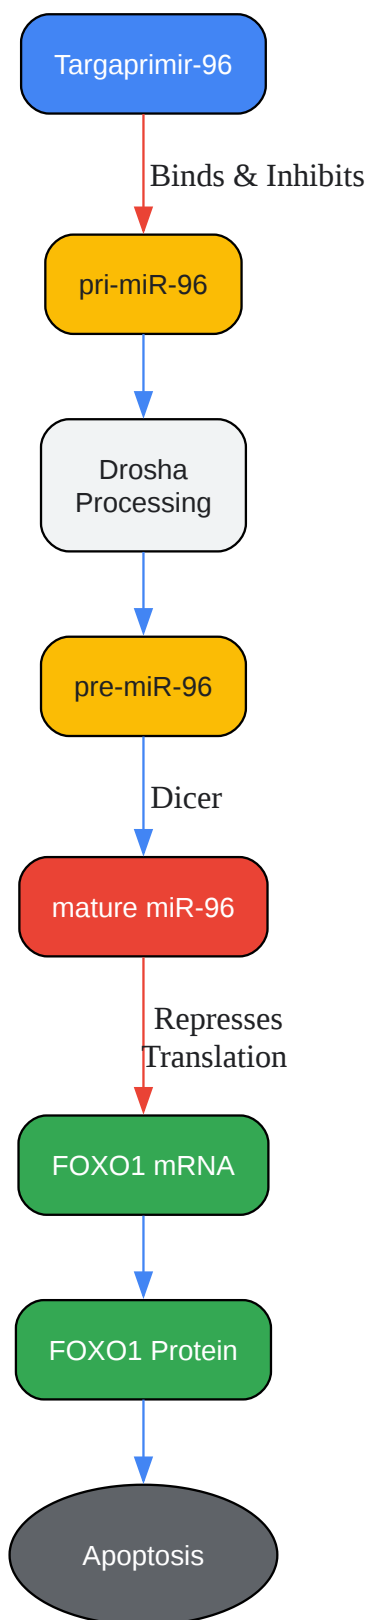 Targaprimir-96
Binds & Inhibits
pri-miR-96
Drosha
Processing
pre-miR-96
Dicer
mature miR-96
Represses
Translation
FOXO1 mRNA
FOXO1 Protein
Apoptosis